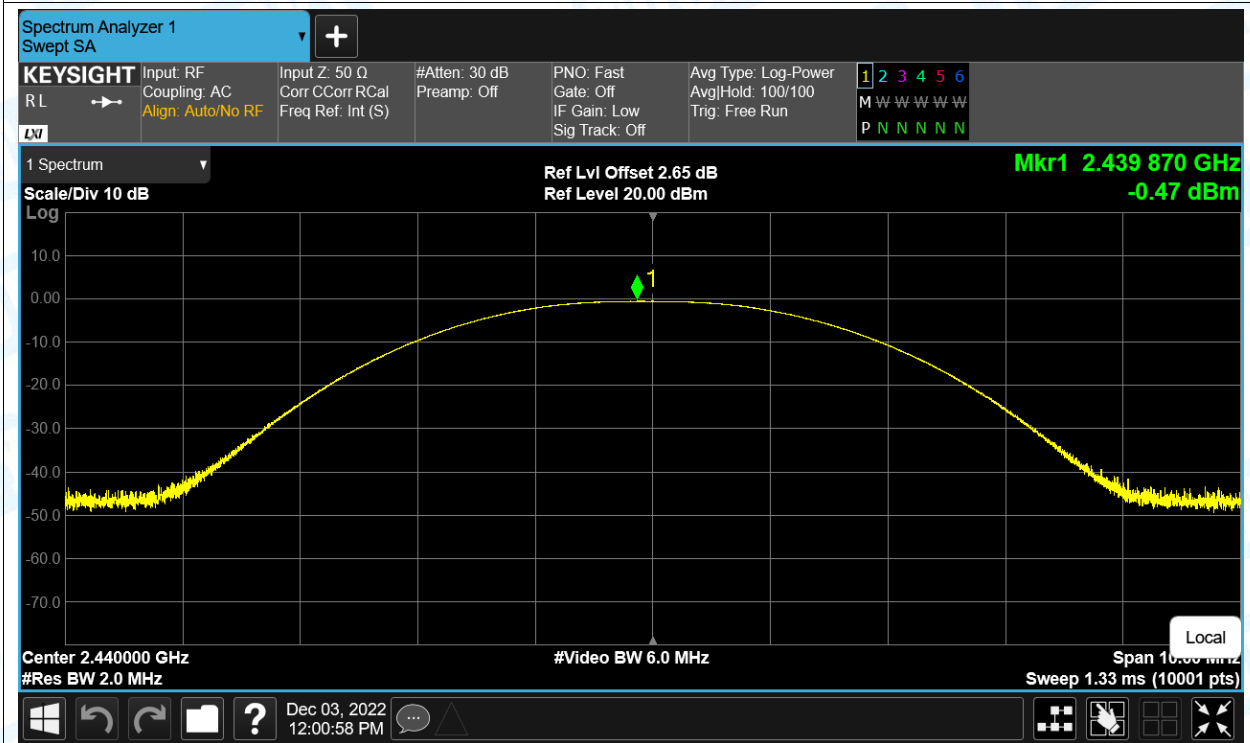 Spectrum Analyzer 1
Swept SA
KEYSIGHT
R L
LXI
Input: RF
Coupling: AC
Align: Auto/No RF
Input Z: 50 Ω
Corr CCorr RCal
Freq Ref: Int (S)
#Atten: 30 dB
Preamp: Off
PNO: Fast
Gate: Off
IF Gain: Low
Sig Track: Off
Avg Type: Log-Power
Avg|Hold: 100/100
Trig: Free Run
1 2 3 4 5 6
M W W W W W
P N N N N N
1 Spectrum
Scale/Div 10 dB
Log
Ref Lvl Offset 2.65 dB
Ref Level 20.00 dBm
Mkr1 2.439 870 GHz
-0.47 dBm
10.0
0.00
-10.0
-20.0
-30.0
-40.0
-50.0
-60.0
-70.0
1
Local
Center 2.440000 GHz
#Video BW 6.0 MHz
Span 10.00 MHz
#Res BW 2.0 MHz
Sweep 1.33 ms (10001 pts)
?
Dec 03, 2022
12:00:58 PM